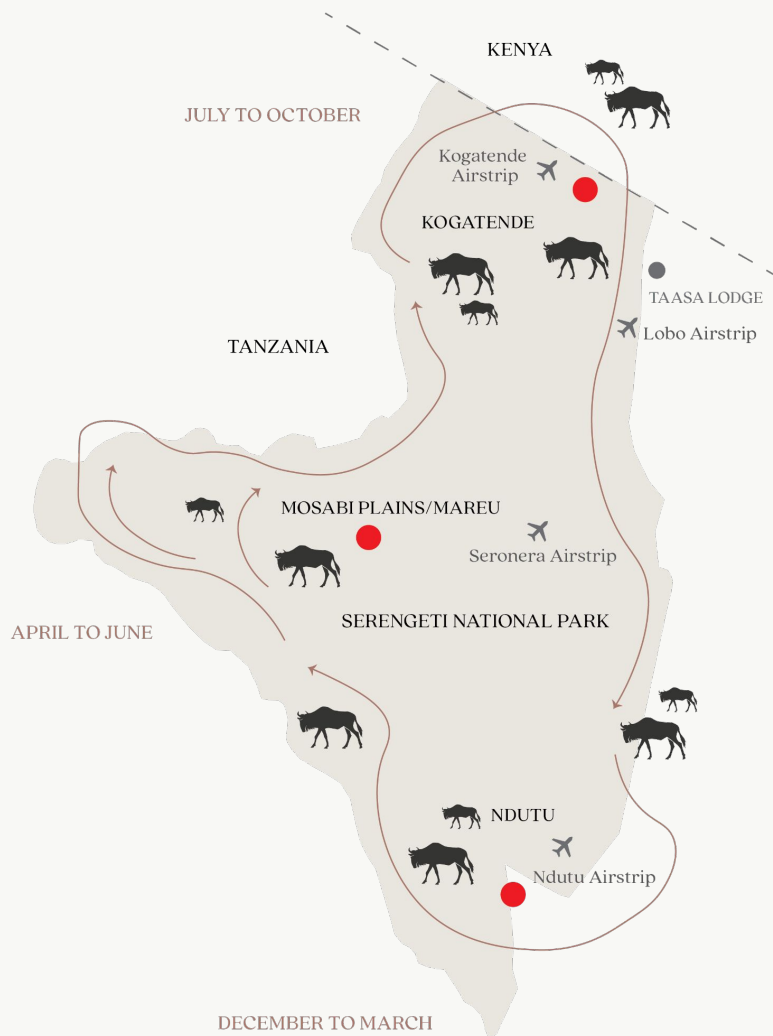 KENYA
JULY TO OCTOBER
Kogatende
Airstrip
KOGATENDE
TAASA LODGE
Lobo Airstrip
TANZANIA
MOSABI PLAINS/MAREU
Seronera Airstrip
SERENGETI NATIONAL PARK
APRIL TO JUNE
NDUTU
Ndutu Airstrip
DECEMBER TO MARCH